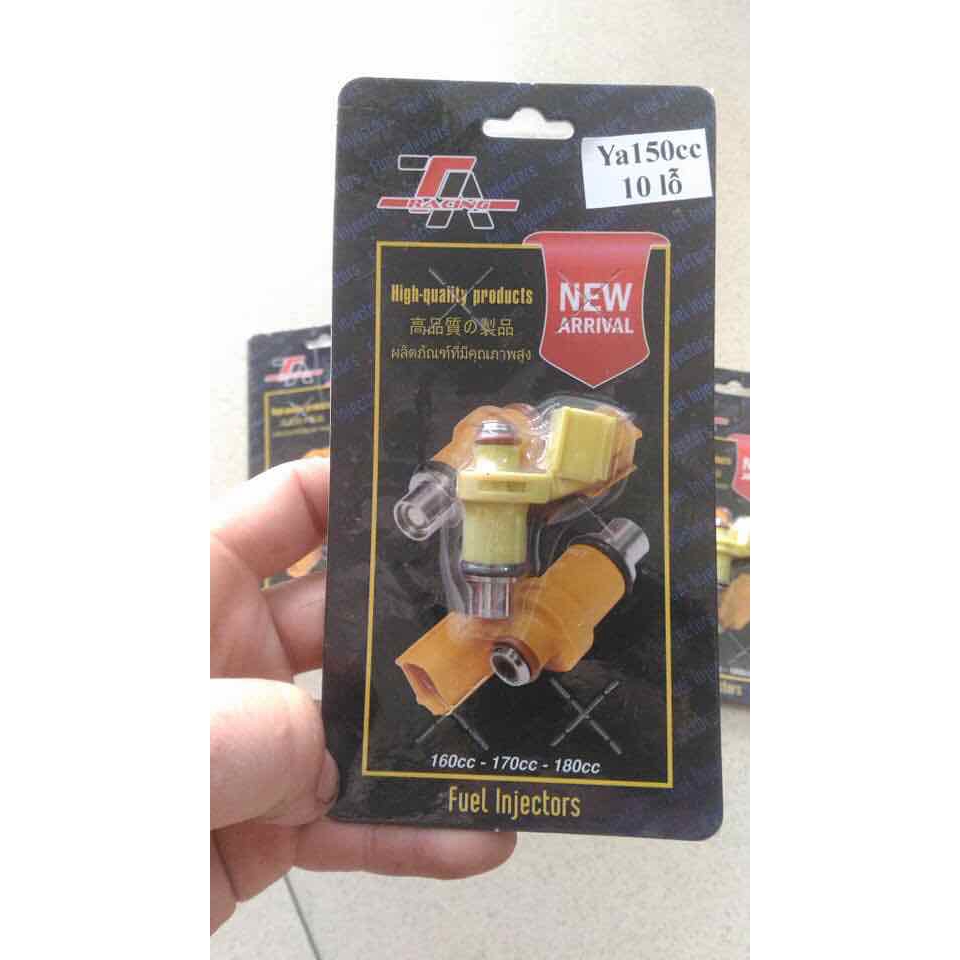 Ya150cc
10 lỗ
TA
RACING
High-quality products
高品質の製品
ผลิตภัณฑ์ที่มีคุณภาพสูง
NEW
ARRIVAL
160cc - 170cc - 180cc
Fuel Injectors